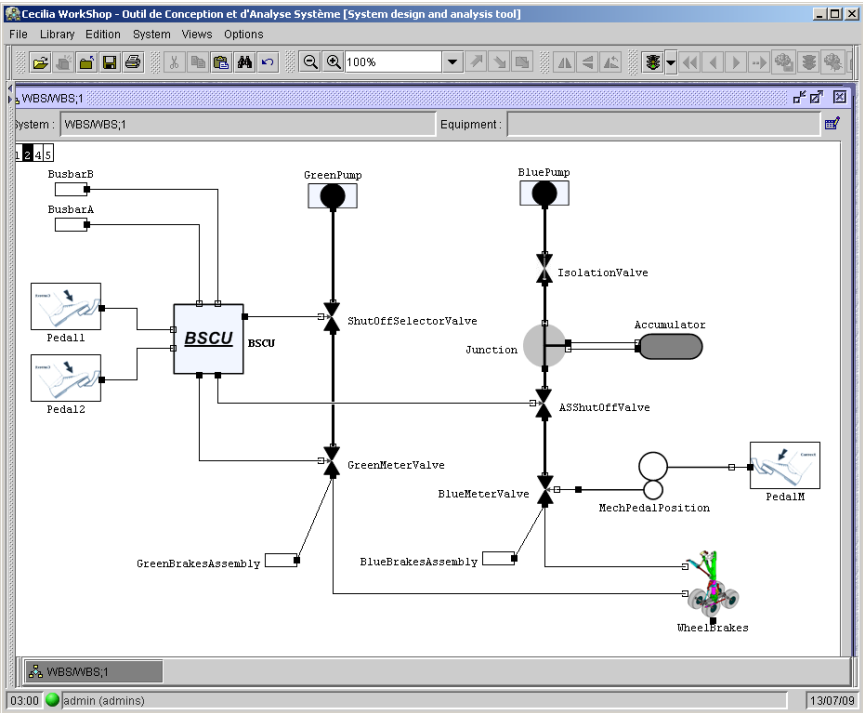 Cecilia WorkShop - Outil de Conception et d'Analyse Système [System design and analysis tool]
File Library Edition System Views Options
100%
WBS/WBS;1
System : WBS/WBS;1 Equipment :
1 2 4 5
BusbarB
BusbarA
GreenPump
BluePump
IsolationValve
Pedal1
BSCU
BSCU
ShutOffSelectorValve
Accumulator
Junction
Pedal2
ASShutOffValve
GreenMeterValve
BlueMeterValve
MechPedalPosition
PedalM
GreenBrakesAssembly
BlueBrakesAssembly
WheelBrakes
WBS/WBS;1
03:00 admin (admins) 13/07/09